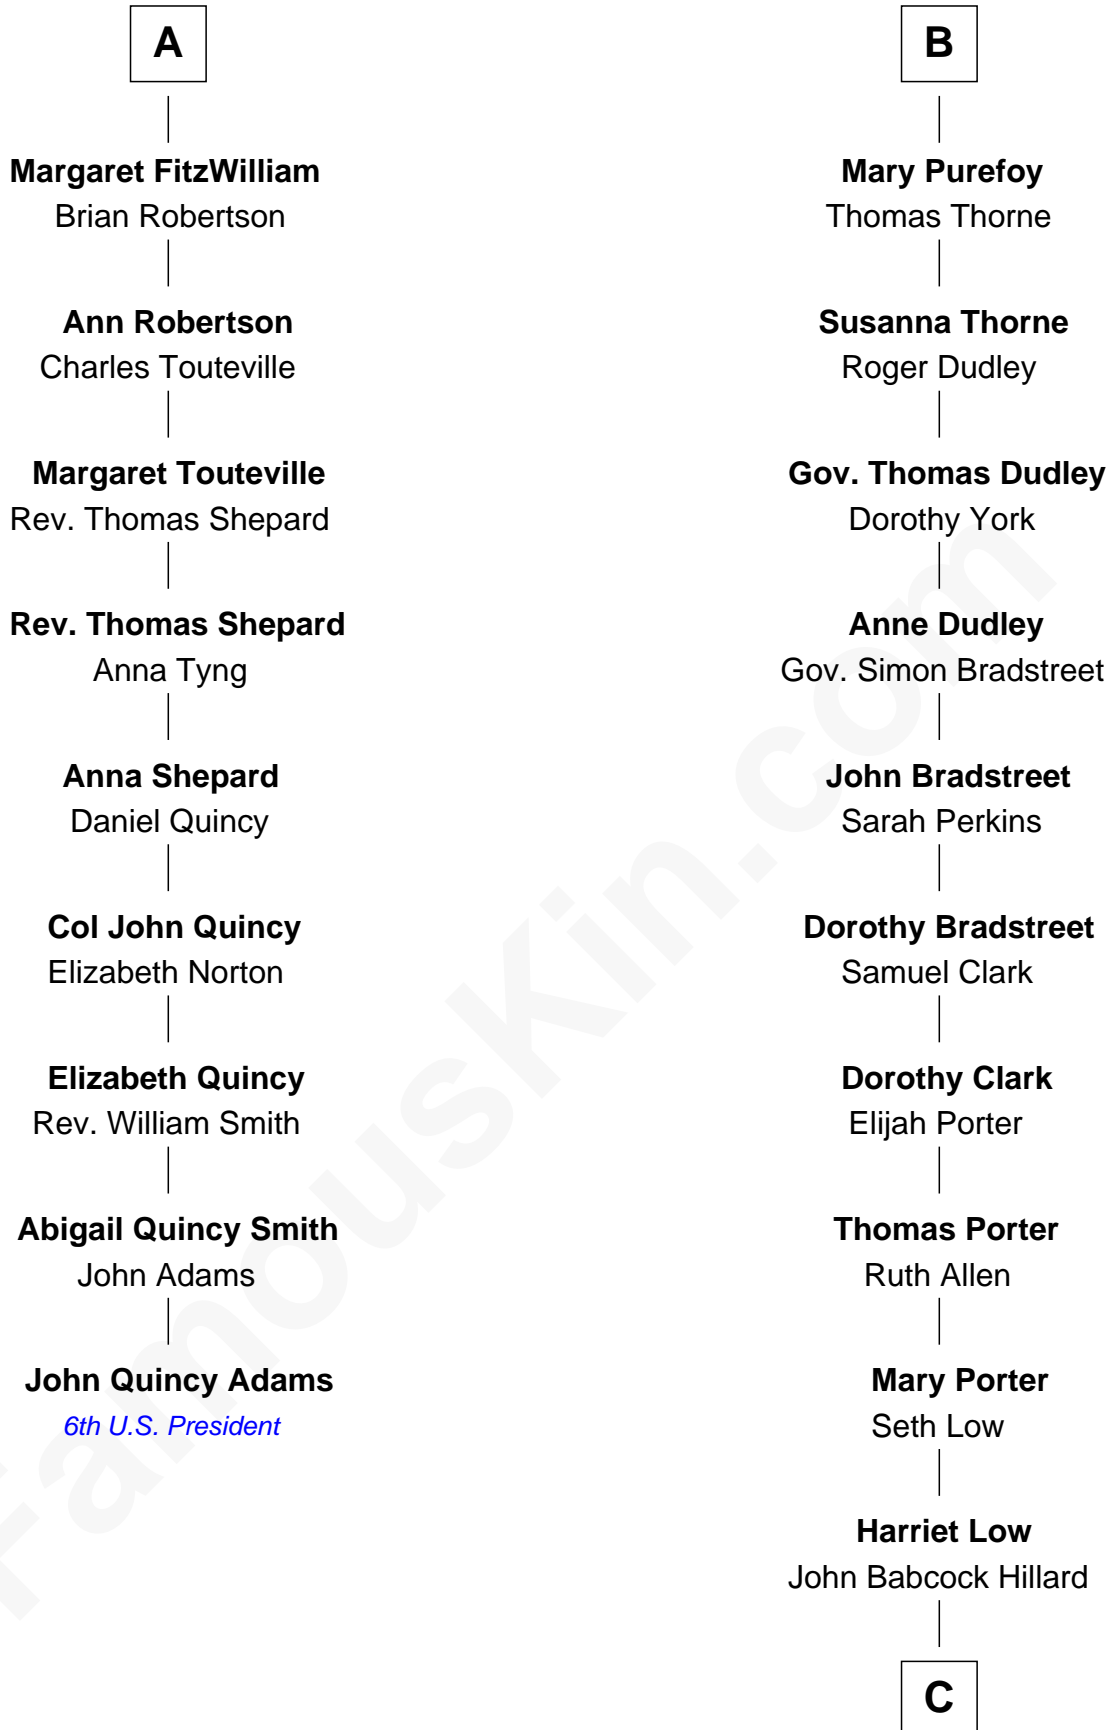 A
Margaret FitzWilliam
Brian Robertson
Ann Robertson
Charles Touteville
Margaret Touteville
Rev. Thomas Shepard
Rev. Thomas Shepard
Anna Tyng
Anna Shepard
Daniel Quincy
Col John Quincy
Elizabeth Norton
Elizabeth Quincy
Rev. William Smith
Abigail Quincy Smith
John Adams
John Quincy Adams
6th U.S. President
B
Mary Purefoy
Thomas Thorne
Susanna Thorne
Roger Dudley
Gov. Thomas Dudley
Dorothy York
Anne Dudley
Gov. Simon Bradstreet
John Bradstreet
Sarah Perkins
Dorothy Bradstreet
Samuel Clark
Dorothy Clark
Elijah Porter
Thomas Porter
Ruth Allen
Mary Porter
Seth Low
Harriet Low
John Babcock Hillard
C
FamousKin.com